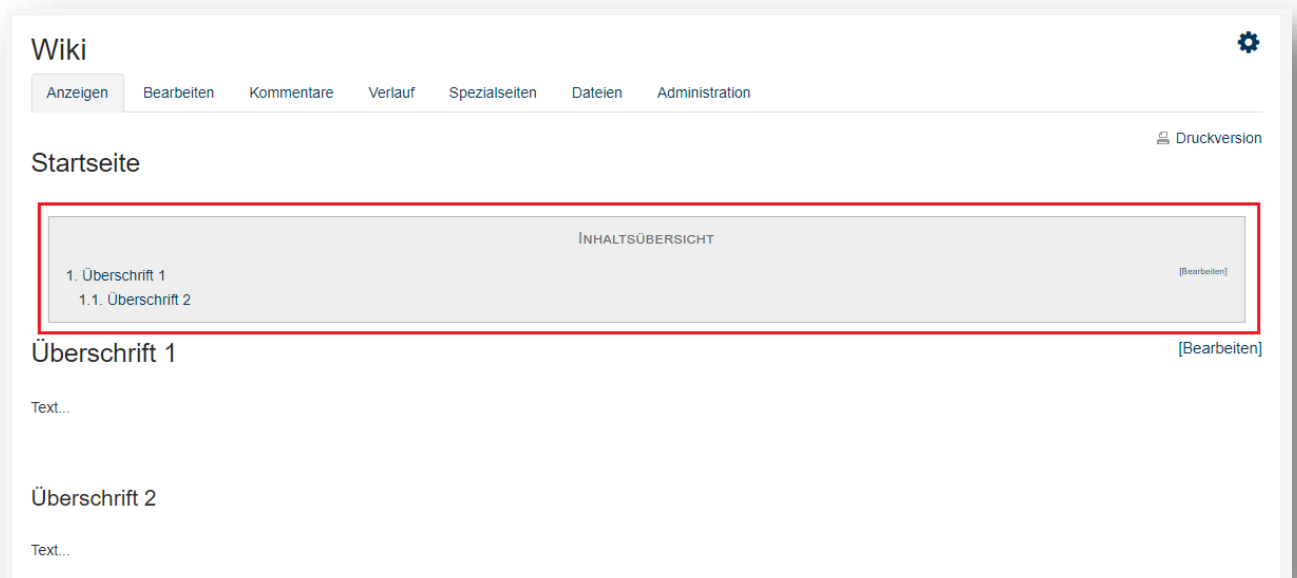 Wiki
Anzeigen Bearbeiten Kommentare Verlauf Spezialseiten Dateien Administration
Druckversion
Startseite
INHALTSÜBERSICHT
1. Überschrift 1 [Bearbeiten]
1.1. Überschrift 2
Überschrift 1 [Bearbeiten]
Text...
Überschrift 2
Text...